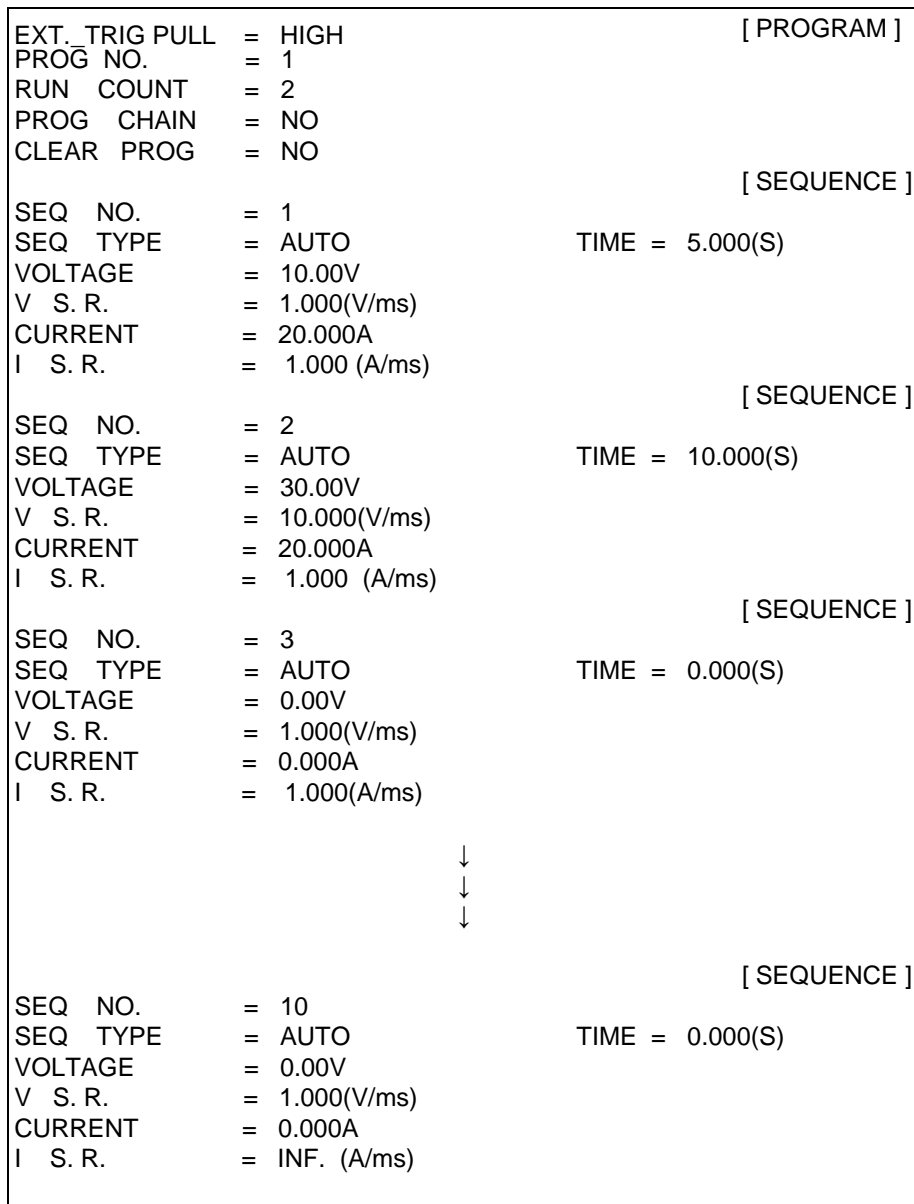 EXT._TRIG PULL = HIGH [ PROGRAM ]
PROG NO. = 1
RUN COUNT = 2
PROG CHAIN = NO
CLEAR PROG = NO
[ SEQUENCE ]
SEQ NO. = 1
SEQ TYPE = AUTO TIME = 5.000(S)
VOLTAGE = 10.00V
V S. R. = 1.000(V/ms)
CURRENT = 20.000A
I S. R. = 1.000 (A/ms)
[ SEQUENCE ]
SEQ NO. = 2
SEQ TYPE = AUTO TIME = 10.000(S)
VOLTAGE = 30.00V
V S. R. = 10.000(V/ms)
CURRENT = 20.000A
I S. R. = 1.000 (A/ms)
[ SEQUENCE ]
SEQ NO. = 3
SEQ TYPE = AUTO TIME = 0.000(S)
VOLTAGE = 0.00V
V S. R. = 1.000(V/ms)
CURRENT = 0.000A
I S. R. = 1.000(A/ms)
↓
↓
↓
[ SEQUENCE ]
SEQ NO. = 10
SEQ TYPE = AUTO TIME = 0.000(S)
VOLTAGE = 0.00V
V S. R. = 1.000(V/ms)
CURRENT = 0.000A
I S. R. = INF. (A/ms)